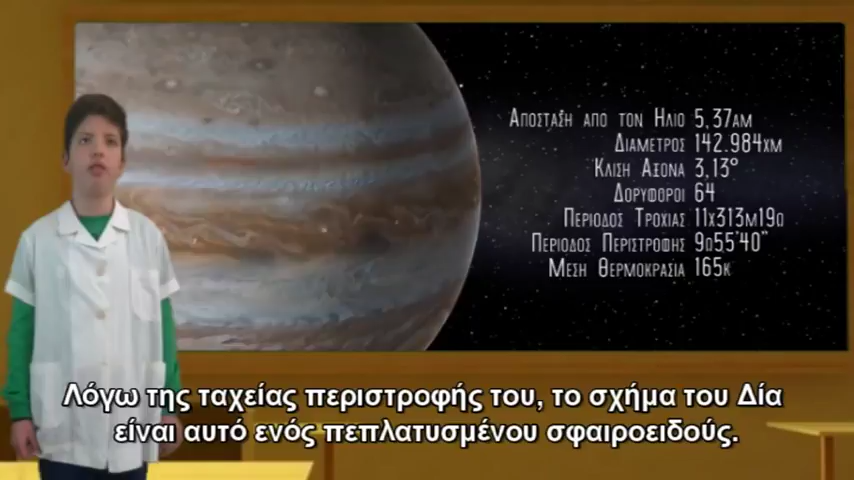 ΑΠΟΣΤΑΣΗ ΑΠΟ ΤΟΝ ΗΛΙΟ 5,37ΑΜ
ΔΙΑΜΕΤΡΟΣ 142.984ΧΜ
ΚΛΙΣΗ ΑΞΟΝΑ 3,13°
ΔΟΡΥΦΟΡΟΙ 64
ΠΕΡΙΟΔΟΣ ΤΡΟΧΙΑΣ 11Χ313Μ19Ω
ΠΕΡΙΟΔΟΣ ΠΕΡΙΣΤΡΟΦΗΣ 9Ω55'40"
ΜΕΣΗ ΘΕΡΜΟΚΡΑΣΙΑ 165Κ
Λόγω της ταχείας περιστροφής του, το σχήμα του Δία
είναι αυτό ενός πεπλατυσμένου σφαιροειδούς.